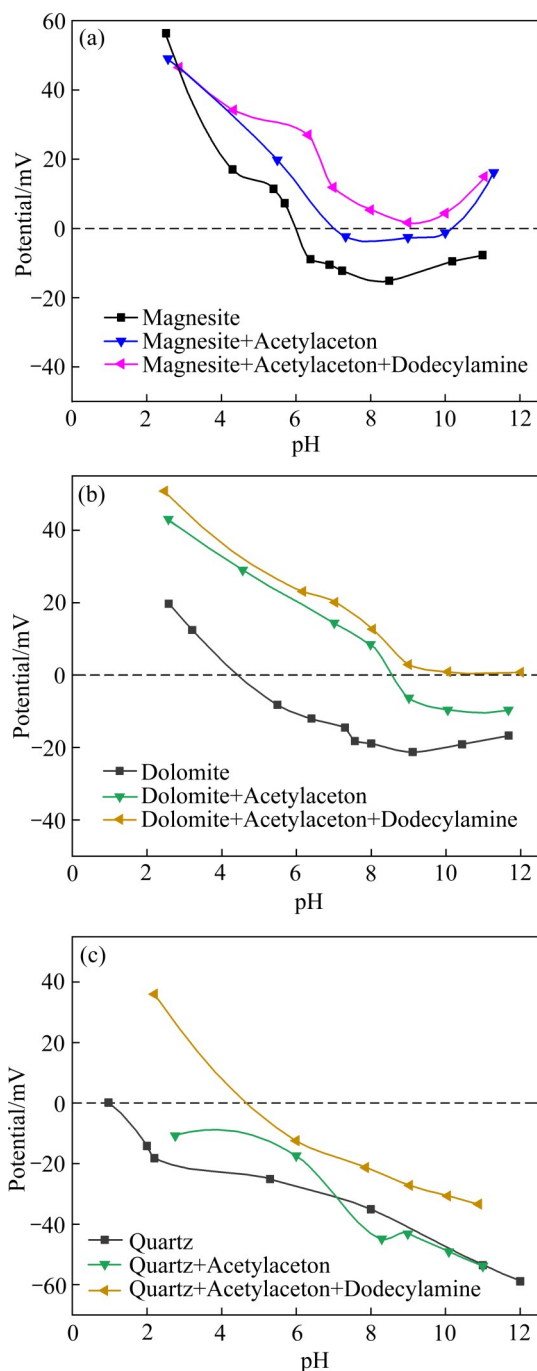 (a)
60
40
20
0
−20
−40
Potential/mV
Magnesite
Magnesite+Acetylaceton
Magnesite+Acetylaceton+Dodecylamine
0 2 4 6 8 10 12
pH
(b)
40
20
0
−20
−40
Potential/mV
Dolomite
Dolomite+Acetylaceton
Dolomite+Acetylaceton+Dodecylamine
0 2 4 6 8 10 12
pH
(c)
40
20
0
−20
−40
−60
Potential/mV
Quartz
Quartz+Acetylaceton
Quartz+Acetylaceton+Dodecylamine
0 2 4 6 8 10 12
pH